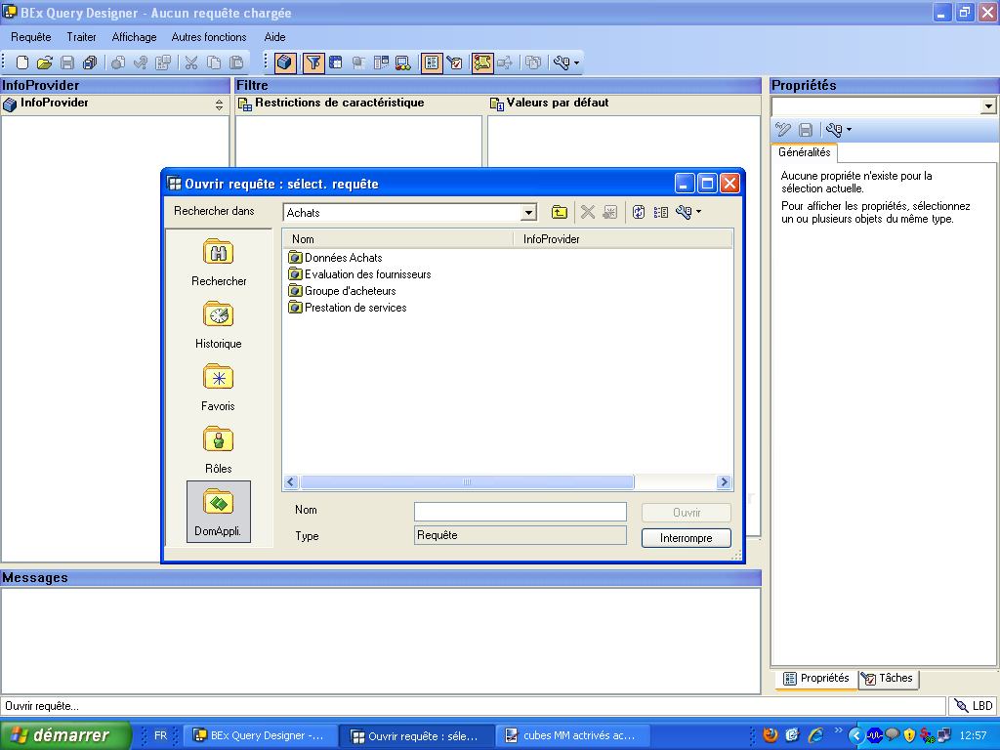 BEx Query Designer - Aucun requête chargée
Requête Traiter Affichage Autres fonctions Aide
InfoProvider Filtre Propriétés
InfoProvider Restrictions de caractéristique Valeurs par défaut
Généralités
Aucune propriéte n'existe pour la
sélection actuelle.
Pour afficher les propriétés, sélectionnez
un ou plusieurs objets du même type.
Ouvrir requête : sélect. requête
Rechercher dans Achats
Nom InfoProvider
Données Achats
Evaluation des fournisseurs
Groupe d'acheteurs
Prestation de services
Rechercher
Historique
Favoris
Rôles
DomAppli.
Nom Ouvrir
Type Requête Interrompre
Messages
Propriétés Tâches
Ouvrir requête... LBD
démarrer FR BEx Query Designer -... Ouvrir requête : séle... cubes MM actrivés ac... 12:57